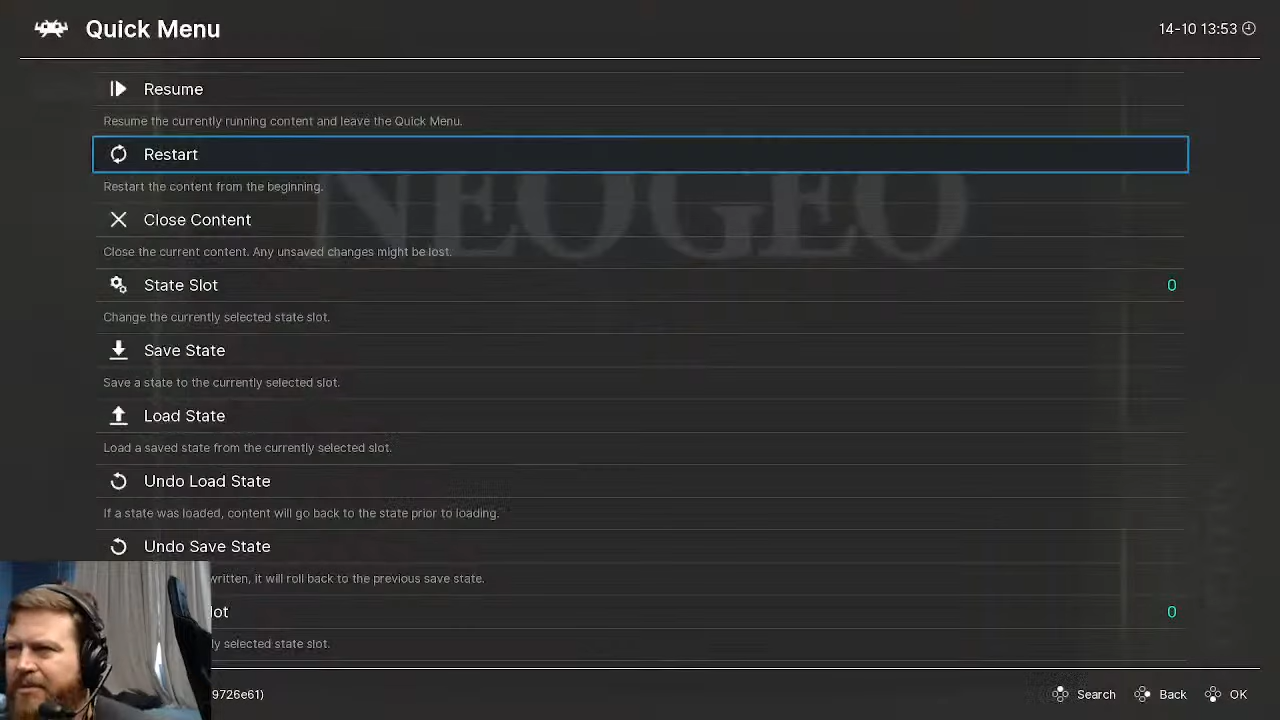 Quick Menu
14-10 13:53
Resume
Resume the currently running content and leave the Quick Menu.
Restart
Restart the content from the beginning.
NEOGEO
Close Content
Close the current content. Any unsaved changes might be lost.
State Slot 0
Change the currently selected state slot.
Save State
Save a state to the currently selected slot.
Load State
Load a saved state from the currently selected slot.
Undo Load State
If a state was loaded, content will go back to the state prior to loading.
Undo Save State
written, it will roll back to the previous save state.
lot 0
ly selected state slot.
9726e61) Search Back OK